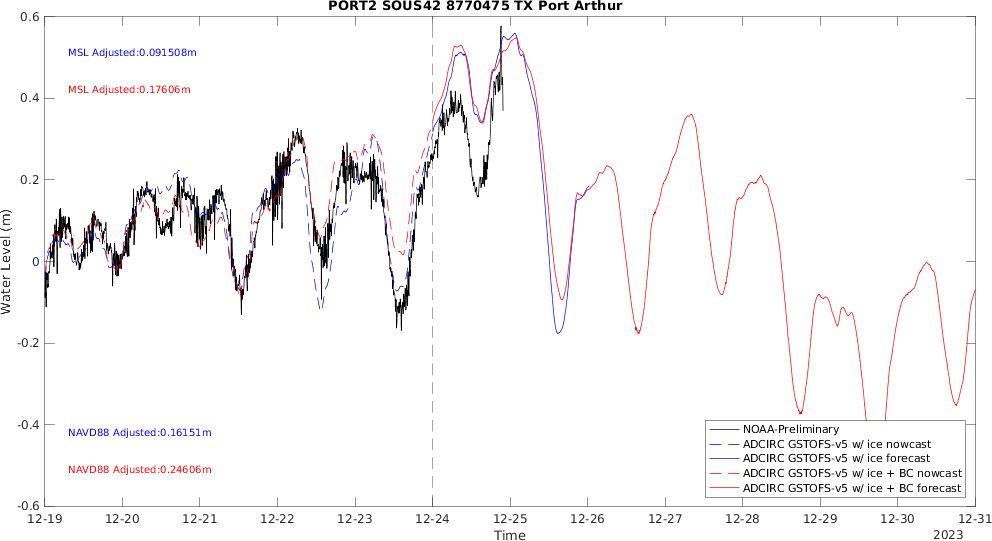 PORT2 SOUS42 8770475 TX Port Arthur
0.6
MSL Adjusted:0.091508m
MSL Adjusted:0.17606m
0.4
0.2
Water Level (m)
0
-0.2
-0.4
NAVD88 Adjusted:0.16151m
NAVD88 Adjusted:0.24606m
NOAA-Preliminary
ADCIRC GSTOFS-v5 w/ ice nowcast
ADCIRC GSTOFS-v5 w/ ice forecast
ADCIRC GSTOFS-v5 w/ ice + BC nowcast
ADCIRC GSTOFS-v5 w/ ice + BC forecast
-0.6
12-19 12-20 12-21 12-22 12-23 12-24 12-25 12-26 12-27 12-28 12-29 12-30 12-31
Time
2023